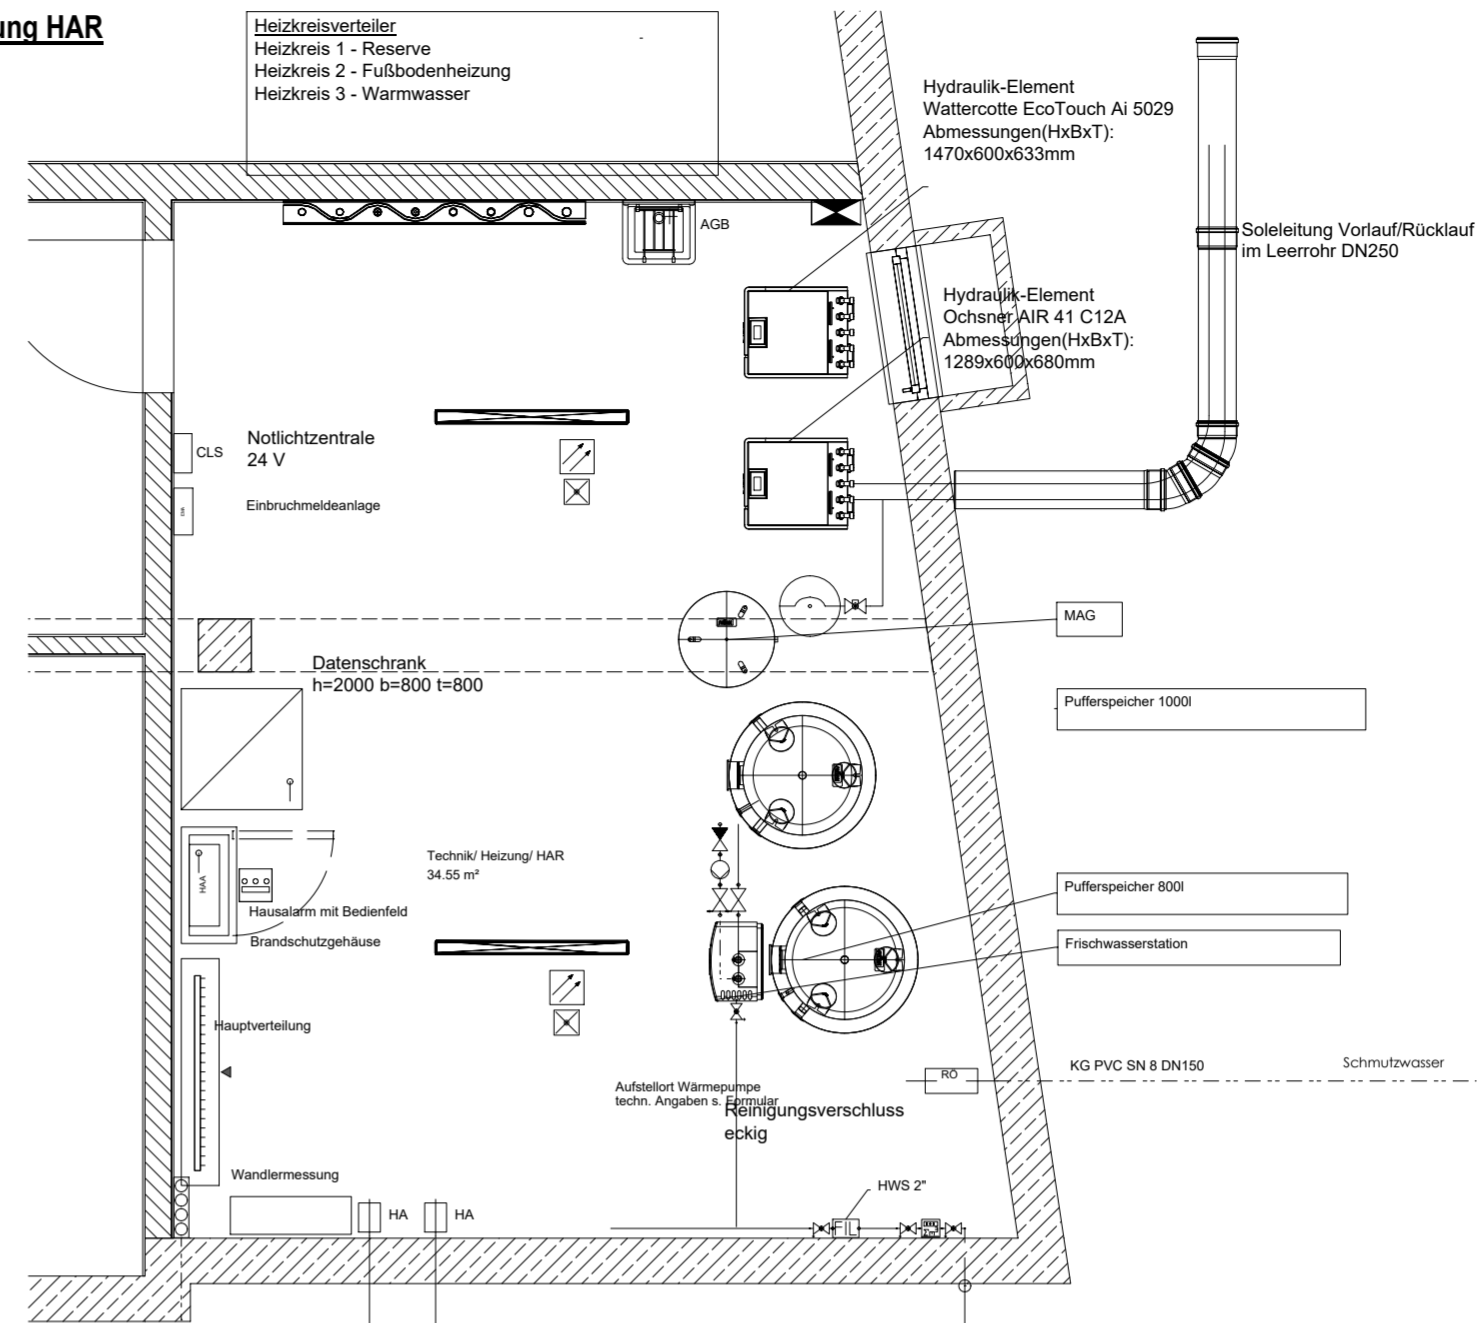 ung HAR
Heizkreisverteiler
Heizkreis 1 - Reserve
Heizkreis 2 - Fußbodenheizung
Heizkreis 3 - Warmwasser
Hydraulik-Element
Wattercotte EcoTouch Ai 5029
Abmessungen(HxBxT):
1470x600x633mm
AGB
Soleleitung Vorlauf/Rücklauf
im Leerrohr DN250
Hydraulik-Element
Ochsner AIR 41 C12A
Abmessungen(HxBxT):
1289x600x680mm
CLS
Notlichtzentrale
24 V
Einbruchmeldeanlage
MAG
Datenschrank
h=2000 b=800 t=800
Pufferspeicher 1000l
Technik/ Heizung/ HAR
34.55 m²
HAA
Pufferspeicher 800l
Hausalarm mit Bedienfeld
Brandschutzgehäuse
Frischwasserstation
Hauptverteilung
KG PVC SN 8 DN150
Schmutzwasser
RÖ
Aufstellort Wärmepumpe
techn. Angaben s. Formular
Reinigungsverschluss
eckig
Wandlermessung
HWS 2"
HA
HA
FIL